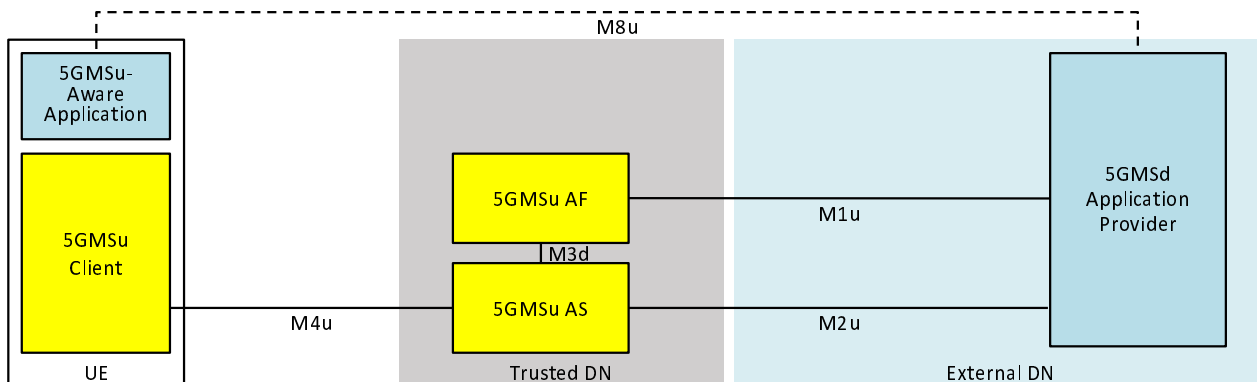 M8u
5GMSu-
Aware
Application
5GMSu
Client
UE
M4u
5GMSu AF
M3d
5GMSu AS
Trusted DN
M1u
M2u
5GMSd
Application
Provider
External DN